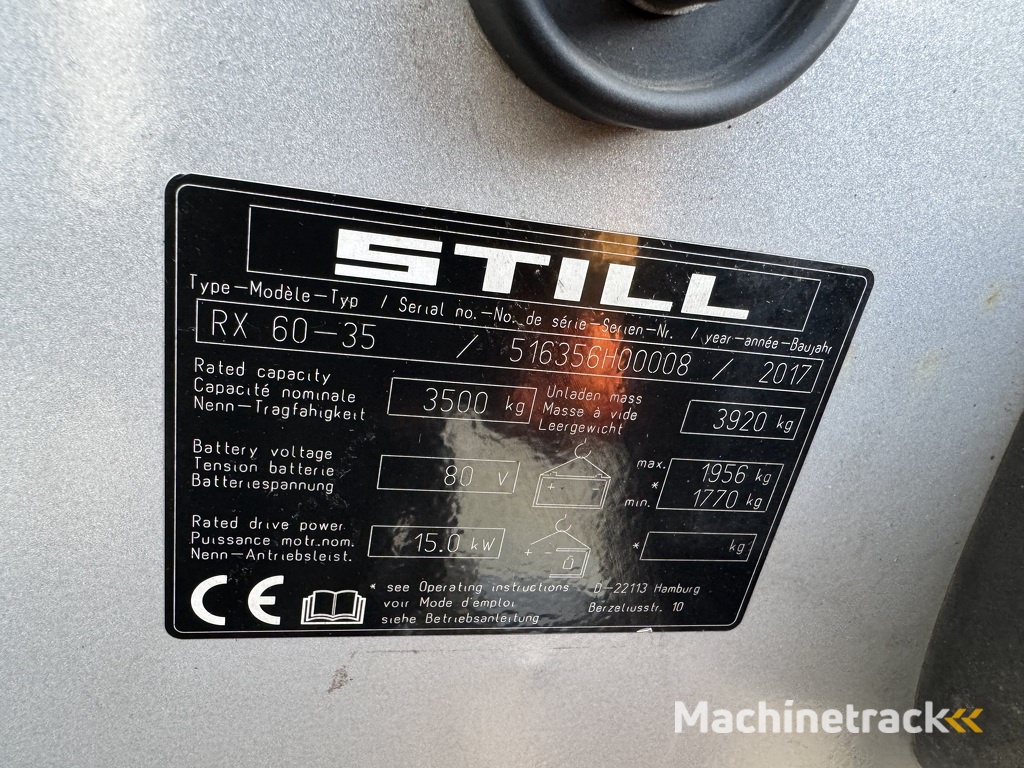 STILL
Type-Modèle-Typ / Serial no.-No. de série-Serien-Nr. / year-année-Baujahr
RX 60-35 / 516356H00008 / 2017
Rated capacity
Capacité nominale
Nenn-Tragfähigkeit
3500 kg
Unladen mass
Masse à vide
Leergewicht
3920 kg
Battery voltage
Tension batterie
Batteriespannung
80 V
+ -
max. 1956 kg
*
min. 1770 kg
Rated drive power
Puissance motr.nom.
Nenn-Antriebsleist.
15.0 kW
+ -
* kg
CE
* see Operating instructions
voir Mode d'emploi
siehe Betriebsanleitung
D-22113 Hamburg
Berzeliusstr. 10
Machinetrack